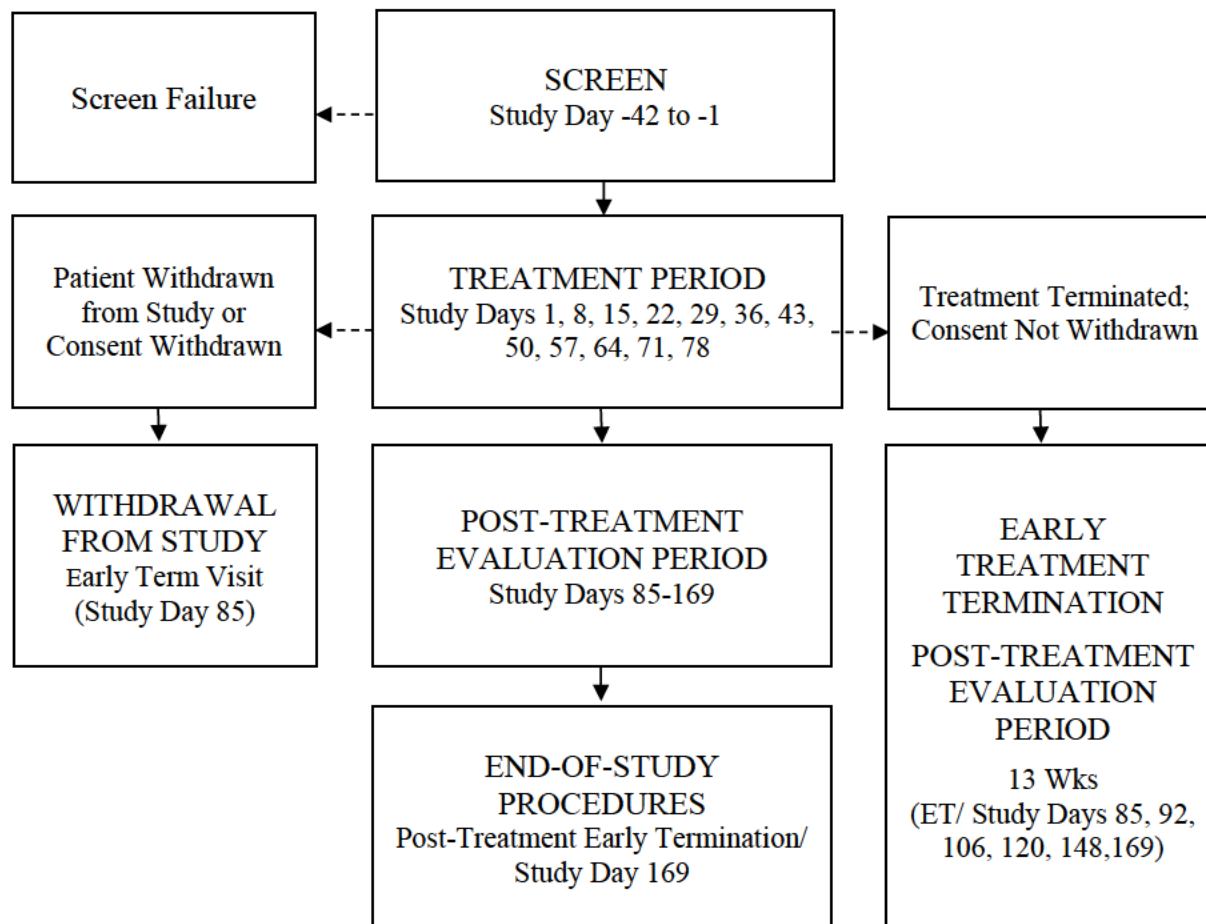 Screen Failure
SCREEN
Study Day -42 to -1
Patient Withdrawn
from Study or
Consent Withdrawn
TREATMENT PERIOD
Study Days 1, 8, 15, 22, 29, 36, 43,
50, 57, 64, 71, 78
Treatment Terminated;
Consent Not Withdrawn
WITHDRAWAL
FROM STUDY
Early Term Visit
(Study Day 85)
POST-TREATMENT
EVALUATION PERIOD
Study Days 85-169
EARLY
TREATMENT
TERMINATION
POST-TREATMENT
EVALUATION
PERIOD
13 Wks
(ET/ Study Days 85, 92,
106, 120, 148,169)
END-OF-STUDY
PROCEDURES
Post-Treatment Early Termination/
Study Day 169